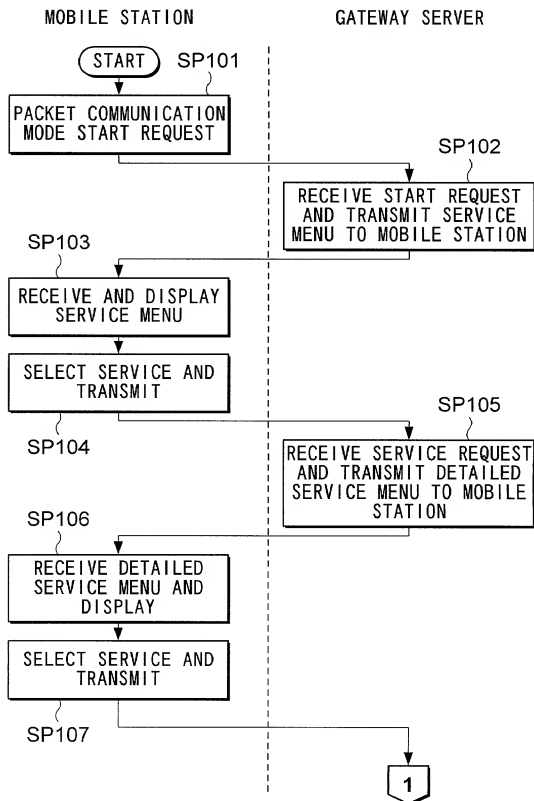 MOBILE STATION
GATEWAY SERVER
START
SP101
PACKET COMMUNICATION
MODE START REQUEST
SP102
RECEIVE START REQUEST
AND TRANSMIT SERVICE
MENU TO MOBILE STATION
SP103
RECEIVE AND DISPLAY
SERVICE MENU
SELECT SERVICE AND
TRANSMIT
SP104
SP105
RECEIVE SERVICE REQUEST
AND TRANSMIT DETAILED
SERVICE MENU TO MOBILE
STATION
SP106
RECEIVE DETAILED
SERVICE MENU AND
DISPLAY
SELECT SERVICE AND
TRANSMIT
SP107
1